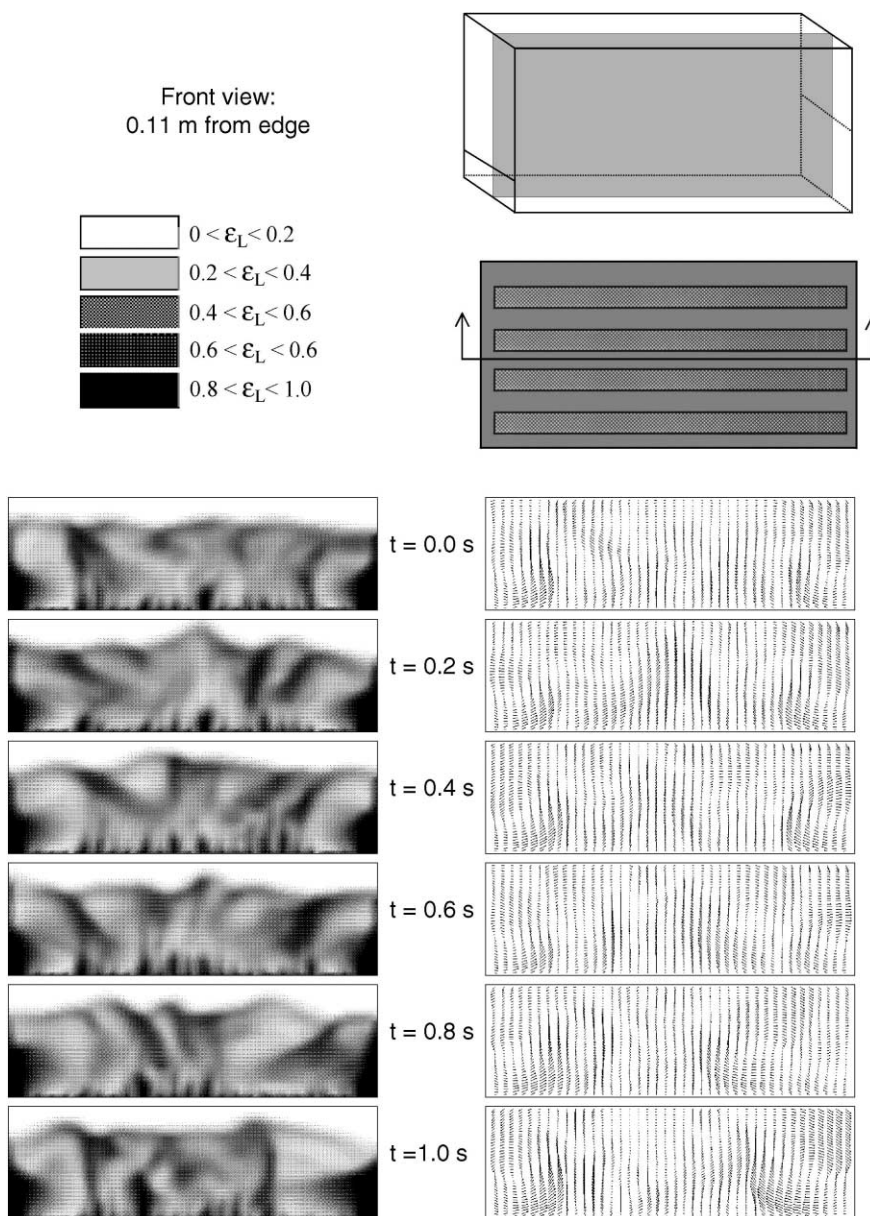 Front view:
0.11 m from edge
0 < εL < 0.2
0.2 < εL < 0.4
0.4 < εL < 0.6
0.6 < εL < 0.6
0.8 < εL < 1.0
t = 0.0 s
t = 0.2 s
t = 0.4 s
t = 0.6 s
t = 0.8 s
t =1.0 s